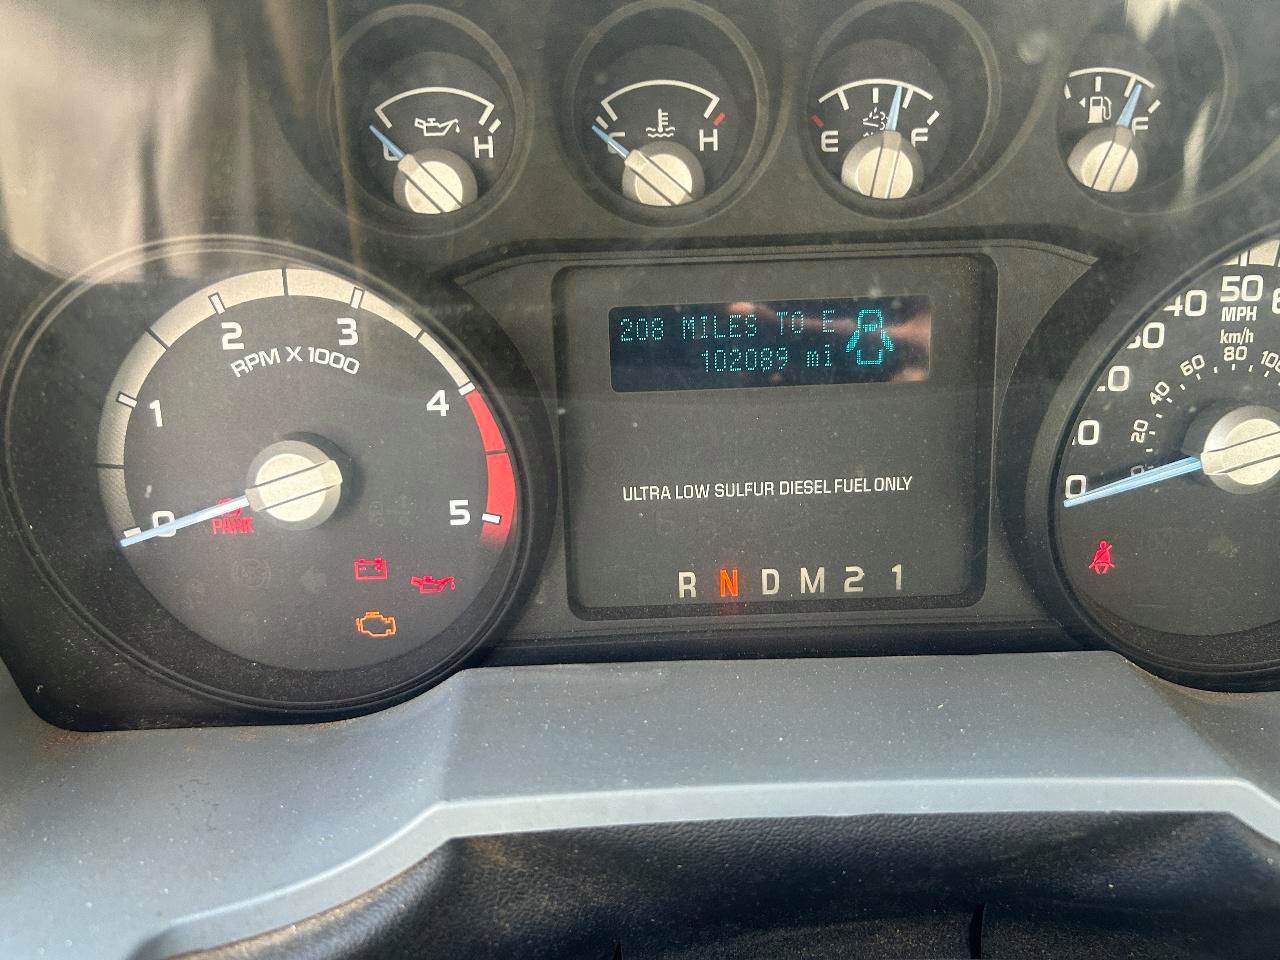 H
C H
E F
F
2 3
RPM X 1000
1 4
0 5
PARK
208 MILES TO E
102089 mi
ULTRA LOW SULFUR DIESEL FUEL ONLY
R N D M 2 1
40 50
MPH
km/h
20 40 60 80 100
0